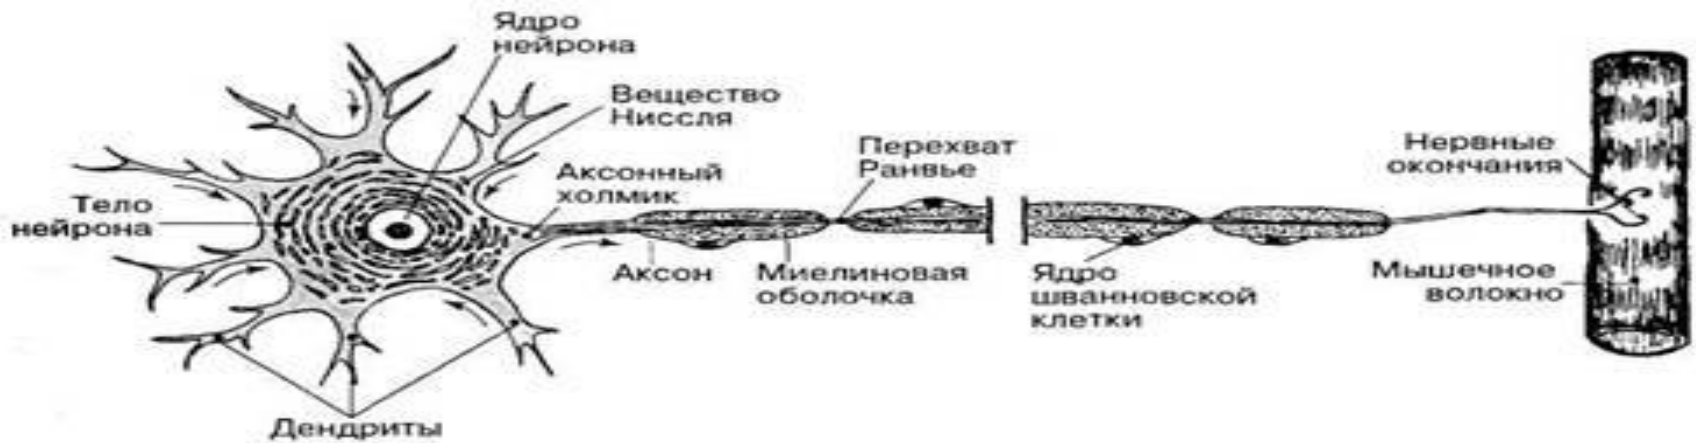 Ядро
нейрона
Вещество
Ниссля
Перехват
Ранвье
Нервные
окончания
Аксонный
холмик
Тело
нейрона
Аксон
Миелиновая
оболочка
Ядро
шванновской
клетки
Мышечное
волокно
Дендриты